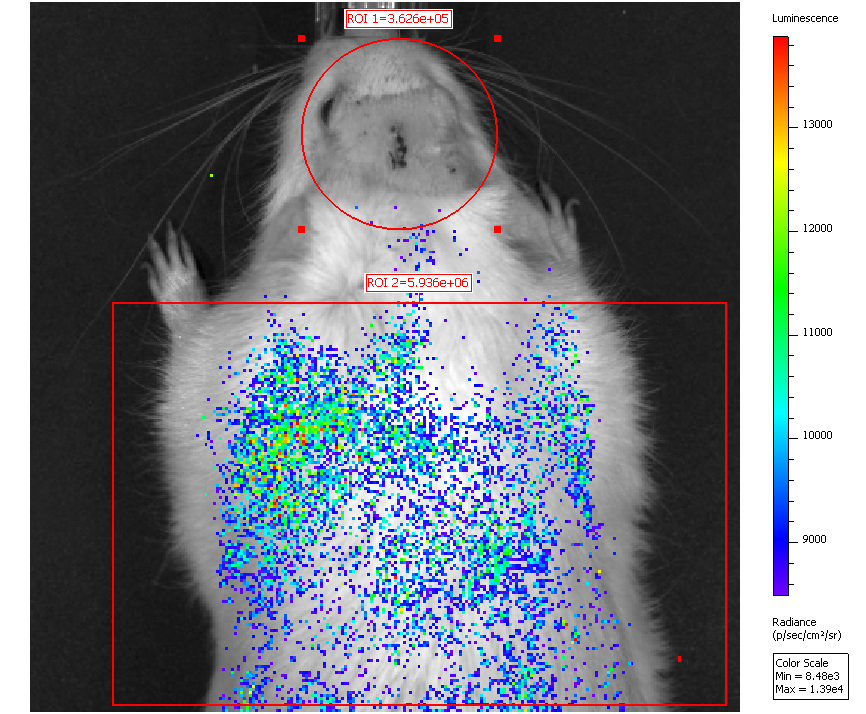 ROI 1=3.626e+05
ROI 2=5.936e+06
Luminescence
13000
12000
11000
10000
9000
Radiance
(p/sec/cm²/sr)
Color Scale
Min = 8.48e3
Max = 1.39e4